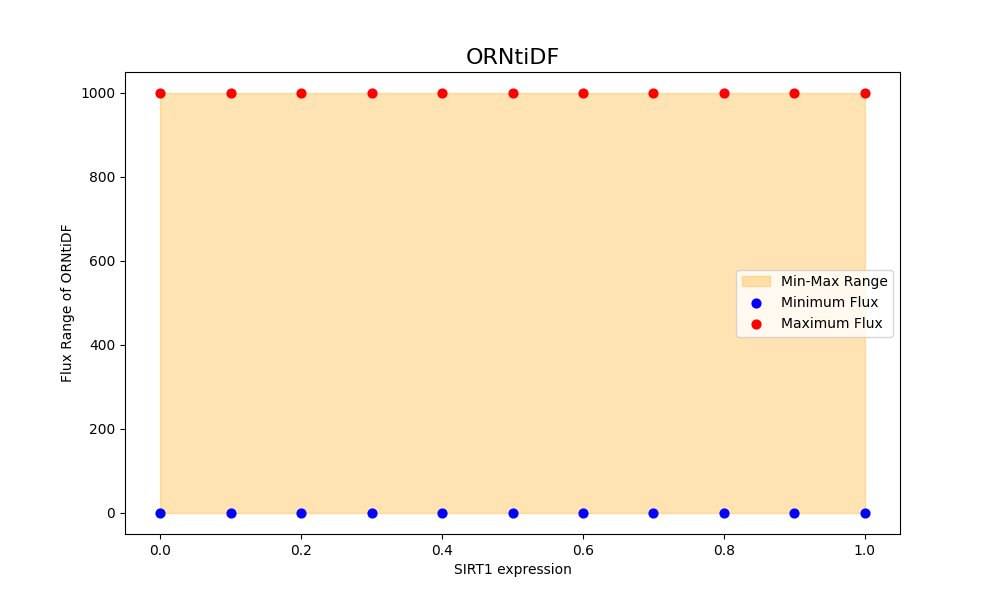 ORNtiDF
Flux Range of ORNtiDF
1000
800
600
400
200
0
0.0 0.2 0.4 0.6 0.8 1.0
SIRT1 expression
Min-Max Range
Minimum Flux
Maximum Flux